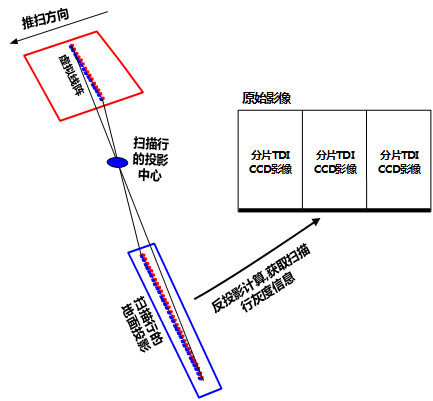 推扫方向
虚拟线阵
扫描行
的投影
中心
原始影像
分片TDI
CCD影像
分片TDI
CCD影像
分片TDI
CCD影像
反投影计算,获取扫描
行灰度信息
扫描行的
地面投影